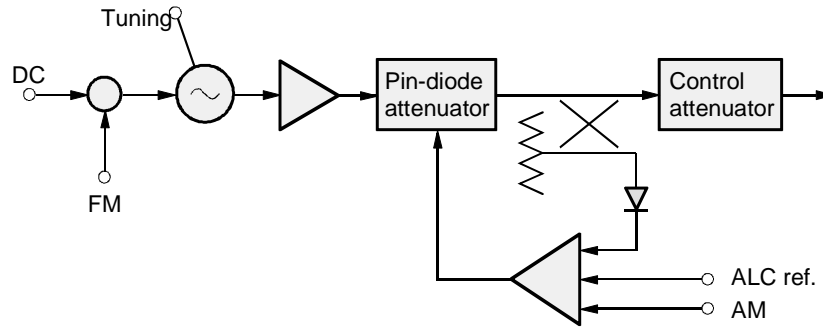 Tuning
DC
Pin-diode
attenuator
Control
attenuator
FM
ALC ref.
AM